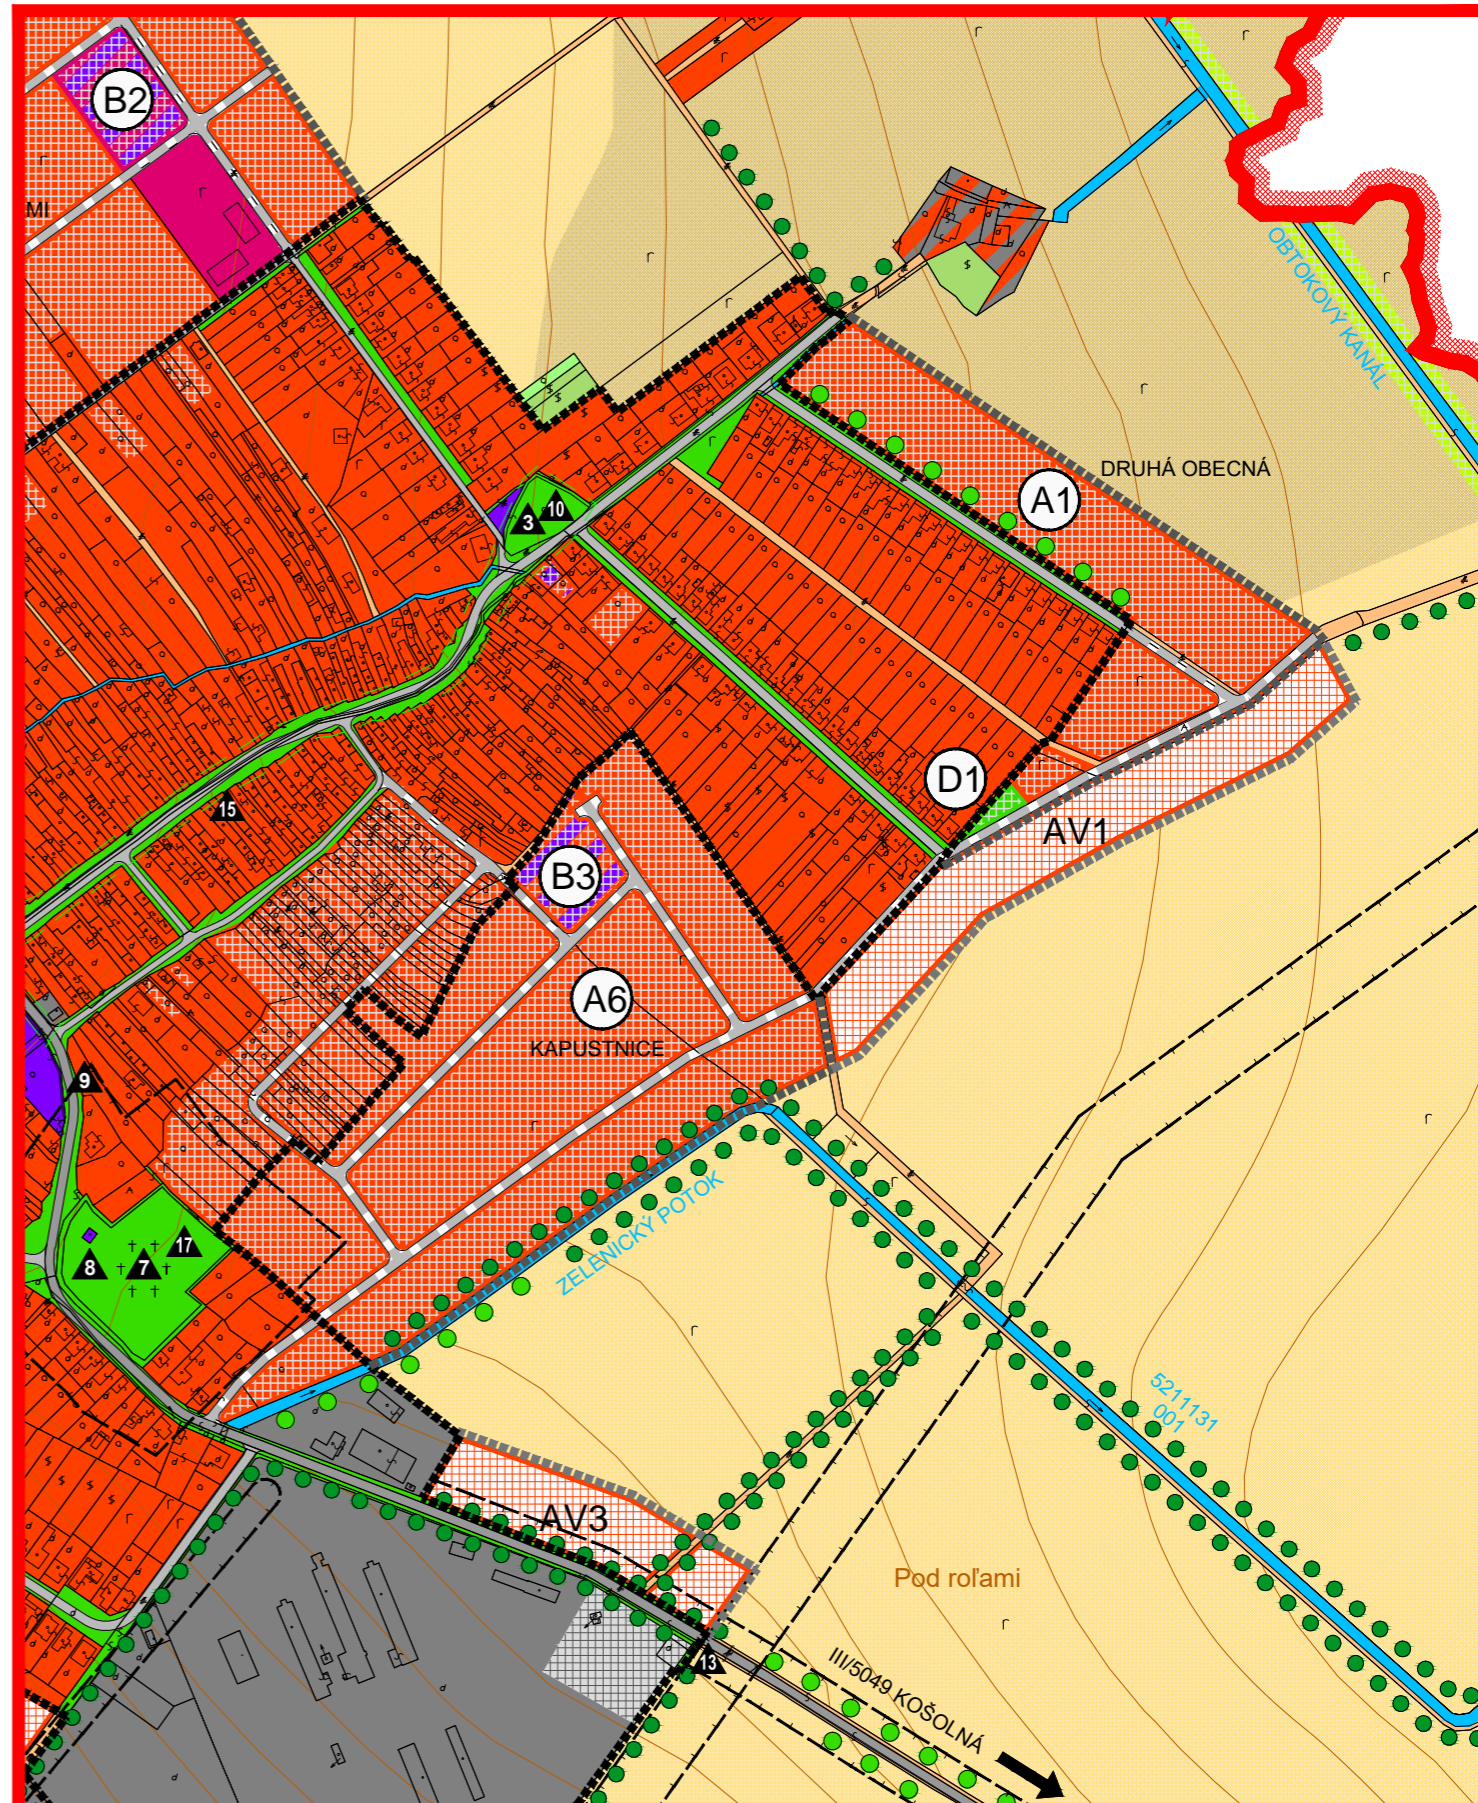 B2
MI
OBTOKOVÝ KANÁL
DRUHÁ OBECNÁ
A1
3
10
D1
AV1
15
B3
A6
KAPUSTNICE
9
ZELENICKÝ POTOK
17
8
7
5211131
001
AV3
Pod roľami
13
III/5049 KOŠOLNÁ